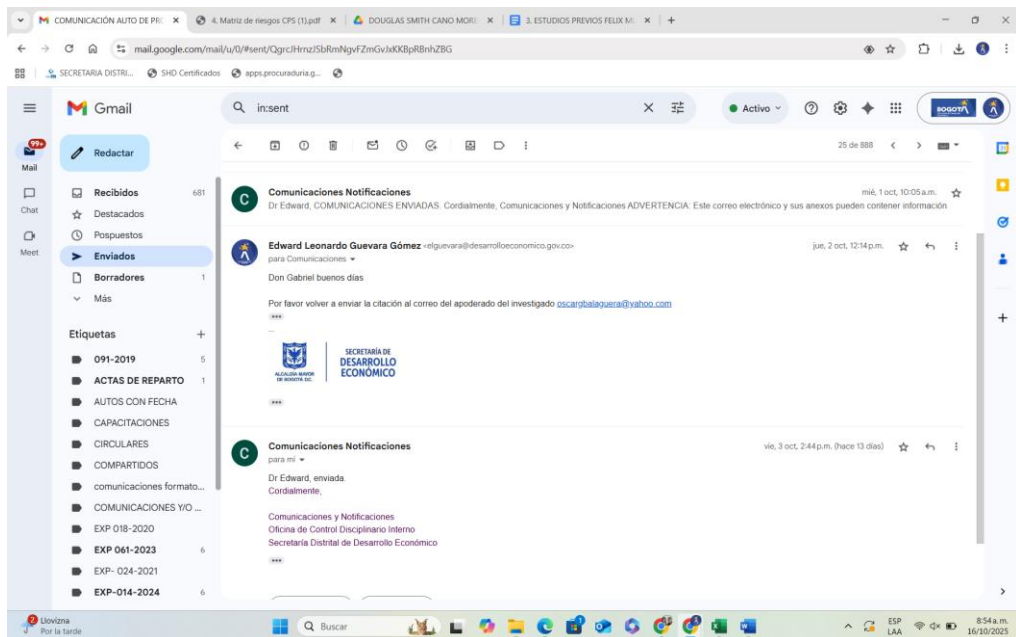 COMUNICACIÓN AUTO DE PR
4. Matriz de riesgos CPS (1).pdf
DOUGLAS SMITH CANO MOR
3. ESTUDIOS PREVIOS FELIX M
mail.google.com/mail/u/0/#sent/QgrcJHrnzJSbRmNgvFZmGvJxKKBpRBnhZBG
SECRETARIA DISTRI...
SHD Certificados
apps.procuraduria.g...
Gmail
in:sent
Activo
BOGOTÁ
99+
Mail
Chat
Meet
Redactar
Recibidos 681
Destacados
Pospuestos
Enviados
Borradores 1
Más
Etiquetas
091-2019 5
ACTAS DE REPARTO 1
AUTOS CON FECHA
CAPACITACIONES
CIRCULARES
COMPARTIDOS
comunicaciones formato...
COMUNICACIONES Y/O ...
EXP 018-2020
EXP 061-2023 6
EXP- 024-2021
EXP-014-2024 6
25 de 888
Comunicaciones Notificaciones
mié, 1 oct, 10:05 a.m.
Dr Edward, COMUNICACIONES ENVIADAS. Cordialmente, Comunicaciones y Notificaciones ADVERTENCIA: Este correo electrónico y sus anexos pueden contener información
Edward Leonardo Guevara Gómez <elguevara@desarrolloeconomico.gov.co>
jue, 2 oct, 12:14 p.m.
para Comunicaciones
Don Gabriel buenos días
Por favor volver a enviar la citación al correo del apoderado del investigado oscargbalaguera@yahoo.com
ALCALDÍA MAYOR
DE BOGOTÁ D.C.
SECRETARÍA DE
DESARROLLO
ECONÓMICO
Comunicaciones Notificaciones
vie, 3 oct, 2:44 p.m. (hace 13 días)
para mí
Dr Edward, enviada.
Cordialmente,
Comunicaciones y Notificaciones
Oficina de Control Disciplinario Interno
Secretaría Distrital de Desarrollo Económico
2
Llovizna
Por la tarde
Buscar
ESP
LAA
8:54 a.m.
16/10/2025